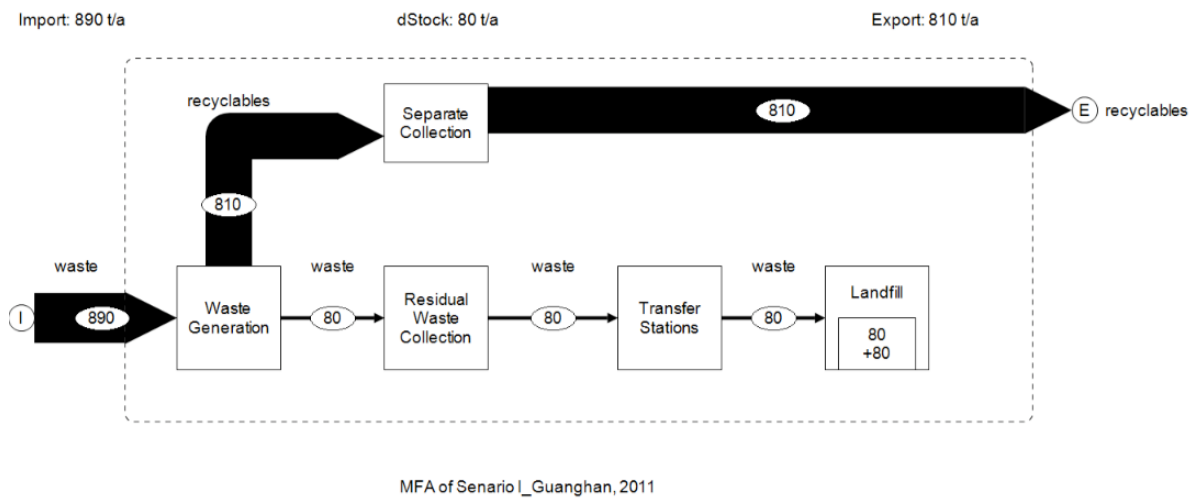 Import: 890 t/a
dStock: 80 t/a
Export: 810 t/a
recyclables
Separate
Collection
810
E
recyclables
810
waste
waste
waste
waste
I
890
Waste
Generation
80
Residual
Waste
Collection
80
Transfer
Stations
80
Landfill
80
+80
MFA of Senario I_Guanghan, 2011